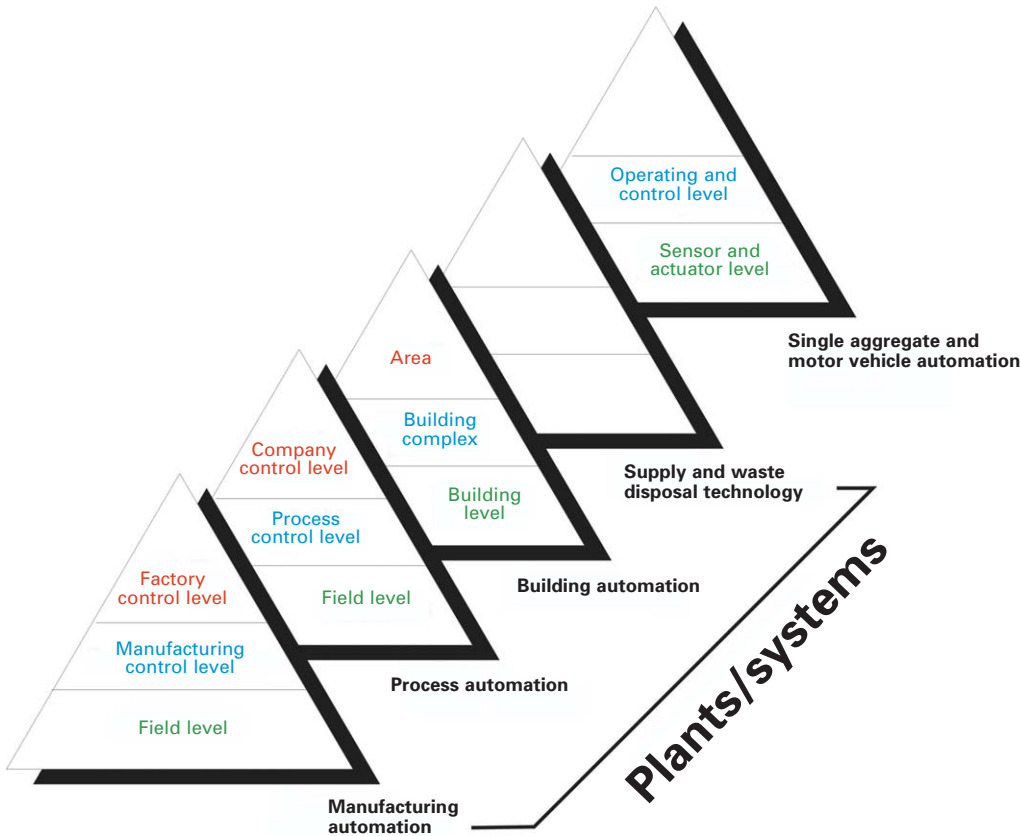 Operating and
control level
Sensor and
actuator level
Single aggregate and
motor vehicle automation
Area
Building
complex
Building
level
Supply and waste
disposal technology
Company
control level
Process
control level
Field level
Building automation
Factory
control level
Manufacturing
control level
Field level
Process automation
Manufacturing
automation
Plants/systems